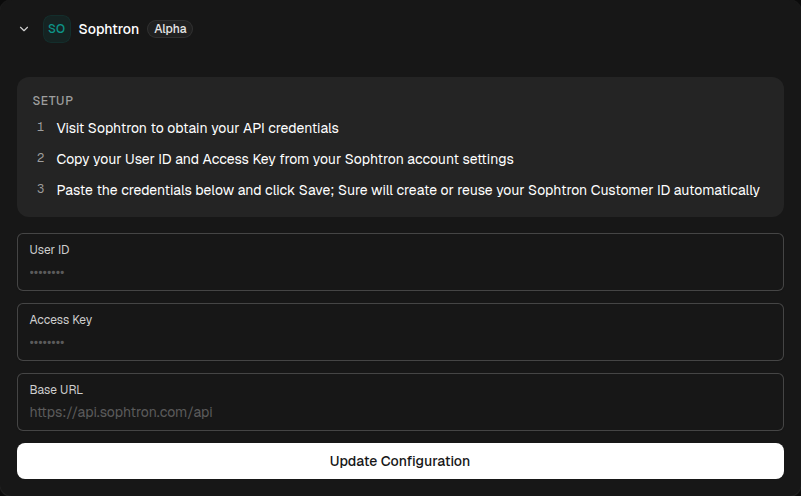 SO Sophtron Alpha
SETUP
1 Visit Sophtron to obtain your API credentials
2 Copy your User ID and Access Key from your Sophtron account settings
3 Paste the credentials below and click Save; Sure will create or reuse your Sophtron Customer ID automatically
User ID
••••••••
Access Key
••••••••
Base URL
https://api.sophtron.com/api
Update Configuration